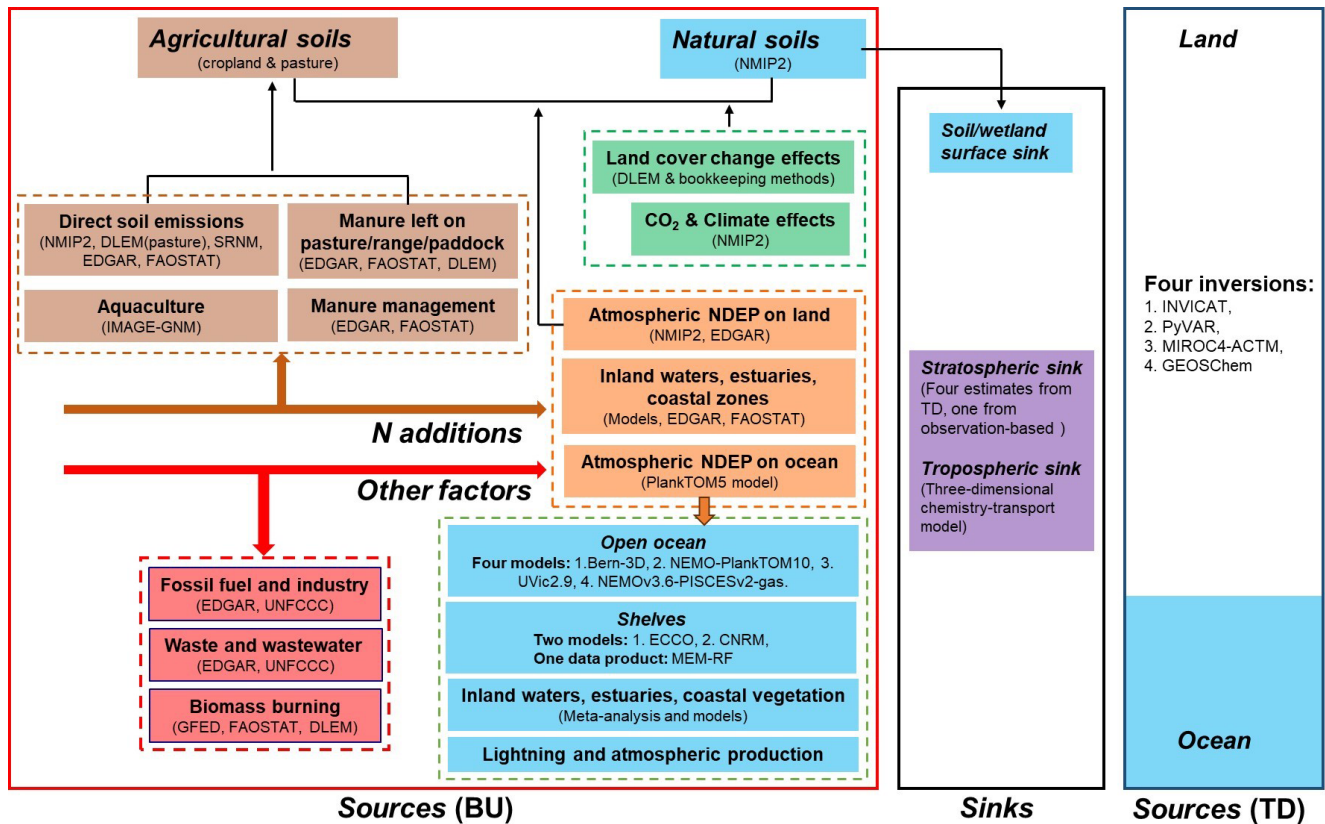 Agricultural soils
(cropland & pasture)
Natural soils
(NMIP2)
Land cover change effects
(DLEM & bookkeeping methods)
CO₂ & Climate effects
(NMIP2)
Direct soil emissions
(NMIP2, DLEM(pasture), SRNM,
EDGAR, FAOSTAT)
Manure left on
pasture/range/paddock
(EDGAR, FAOSTAT, DLEM)
Aquaculture
(IMAGE-GNM)
Manure management
(EDGAR, FAOSTAT)
Atmospheric NDEP on land
(NMIP2, EDGAR)
Inland waters, estuaries,
coastal zones
(Models, EDGAR, FAOSTAT)
Atmospheric NDEP on ocean
(PlankTOM5 model)
N additions
Other factors
Fossil fuel and industry
(EDGAR, UNFCCC)
Waste and wastewater
(EDGAR, UNFCCC)
Biomass burning
(GFED, FAOSTAT, DLEM)
Open ocean
Four models: 1.Bern-3D, 2. NEMO-PlankTOM10, 3.
UVic2.9, 4. NEMOv3.6-PISCESv2-gas.
Shelves
Two models: 1. ECCO, 2. CNRM,
One data product: MEM-RF
Inland waters, estuaries, coastal vegetation
(Meta-analysis and models)
Lightning and atmospheric production
Sources (BU)
Soil/wetland
surface sink
Stratospheric sink
(Four estimates from
TD, one from
observation-based )
Tropospheric sink
(Three-dimensional
chemistry-transport
model)
Sinks
Land
Four inversions:
1. INVICAT,
2. PyVAR,
3. MIROC4-ACTM,
4. GEOSChem
Ocean
Sources (TD)